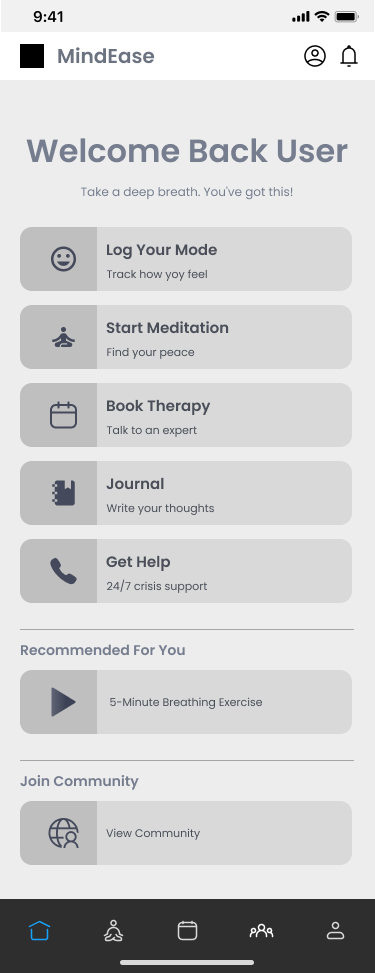 9:41
MindEase
Welcome Back User
Take a deep breath. You've got this!
Log Your Mode
Track how yoy feel
Start Meditation
Find your peace
Book Therapy
Talk to an expert
Journal
Write your thoughts
Get Help
24/7 crisis support
Recommended For You
5-Minute Breathing Exercise
Join Community
View Community